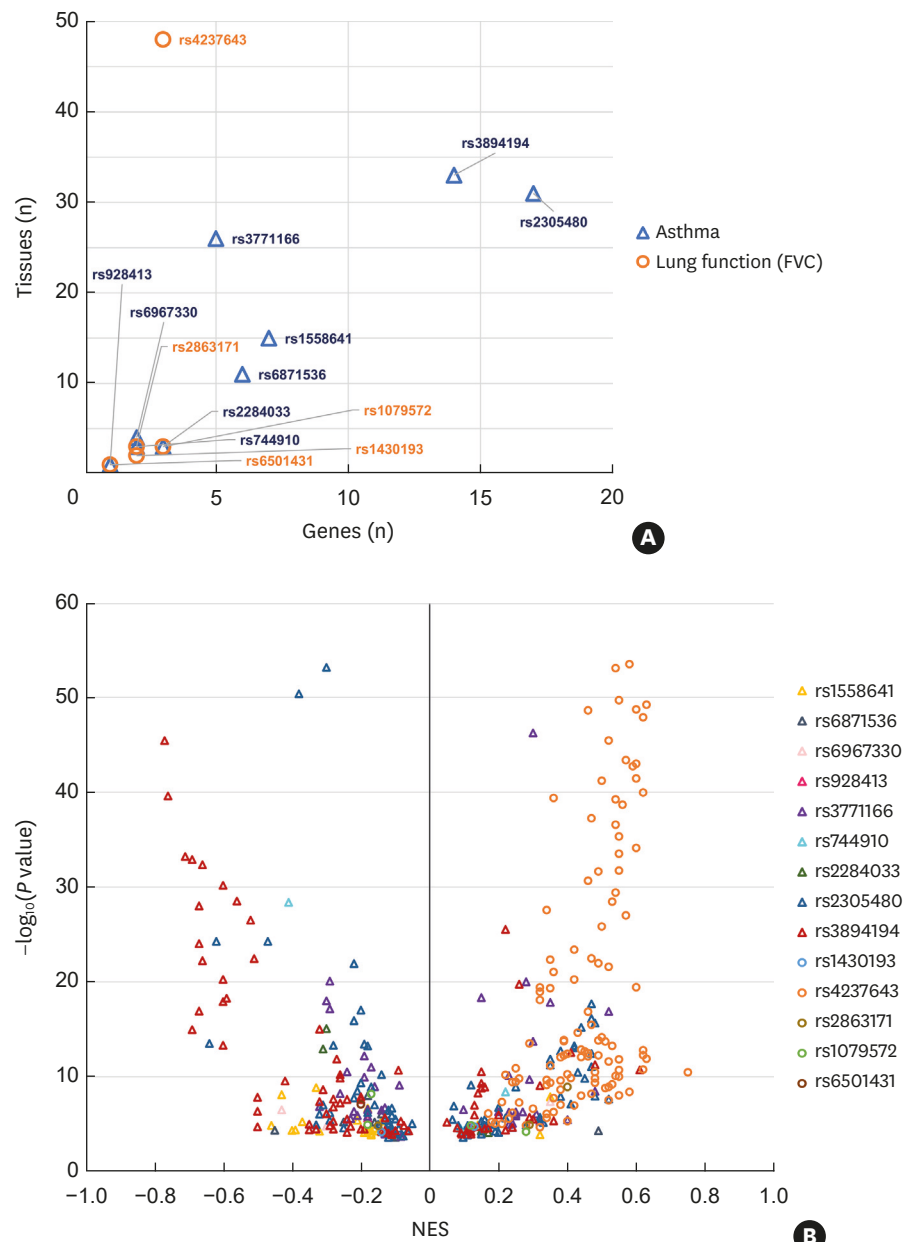 50
rs4237643
40
rs3894194
30
rs2305480
Asthma
rs3771166
Lung function (FVC)
Tissues (n)
20
rs928413
rs6967330
rs2863171
rs1558641
10
rs6871536
rs2284033
rs1079572
rs744910
rs1430193
rs6501431
0
5
10
15
20
Genes (n)
A
60
50
40
30
20
10
0
−log₁₀(P value)
−1.0
−0.8
−0.6
−0.4
−0.2
0
0.2
0.4
0.6
0.8
1.0
NES
rs1558641
rs6871536
rs6967330
rs928413
rs3771166
rs744910
rs2284033
rs2305480
rs3894194
rs1430193
rs4237643
rs2863171
rs1079572
rs6501431
B